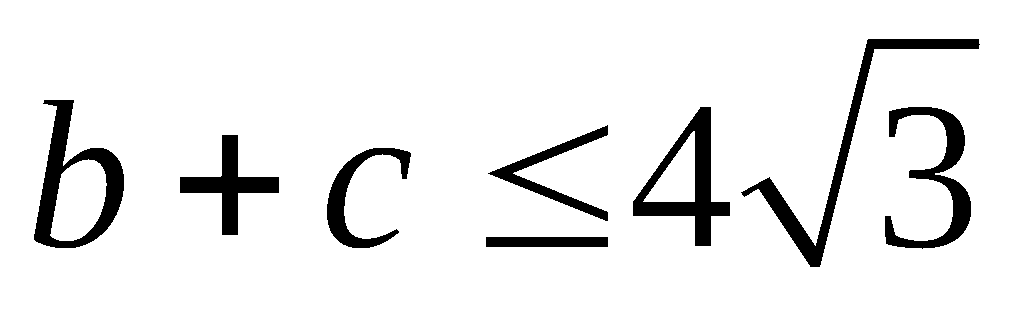 b + c ≤ 4√3